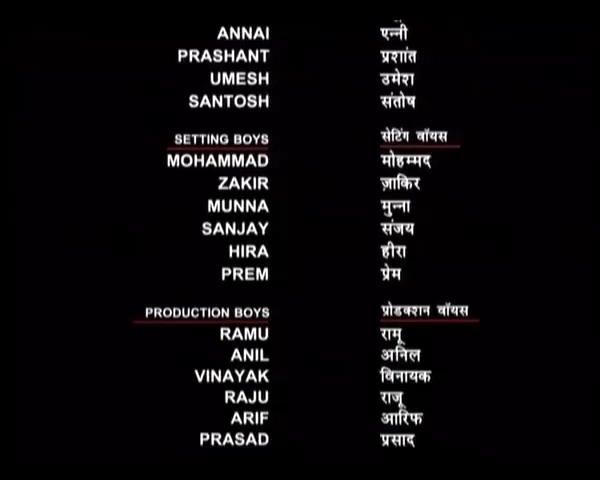 ANNAI एन्नी
PRASHANT प्रशांत
UMESH उमेश
SANTOSH संतोष
SETTING BOYS सेटिंग वॉयस
MOHAMMAD मोहम्मद
ZAKIR ज़ाकिर
MUNNA मुन्ना
SANJAY संजय
HIRA हीरा
PREM प्रेम
PRODUCTION BOYS प्रोडक्शन वॉयस
RAMU रामू
ANIL अनिल
VINAYAK विनायक
RAJU राजू
ARIF आरिफ
PRASAD प्रसाद